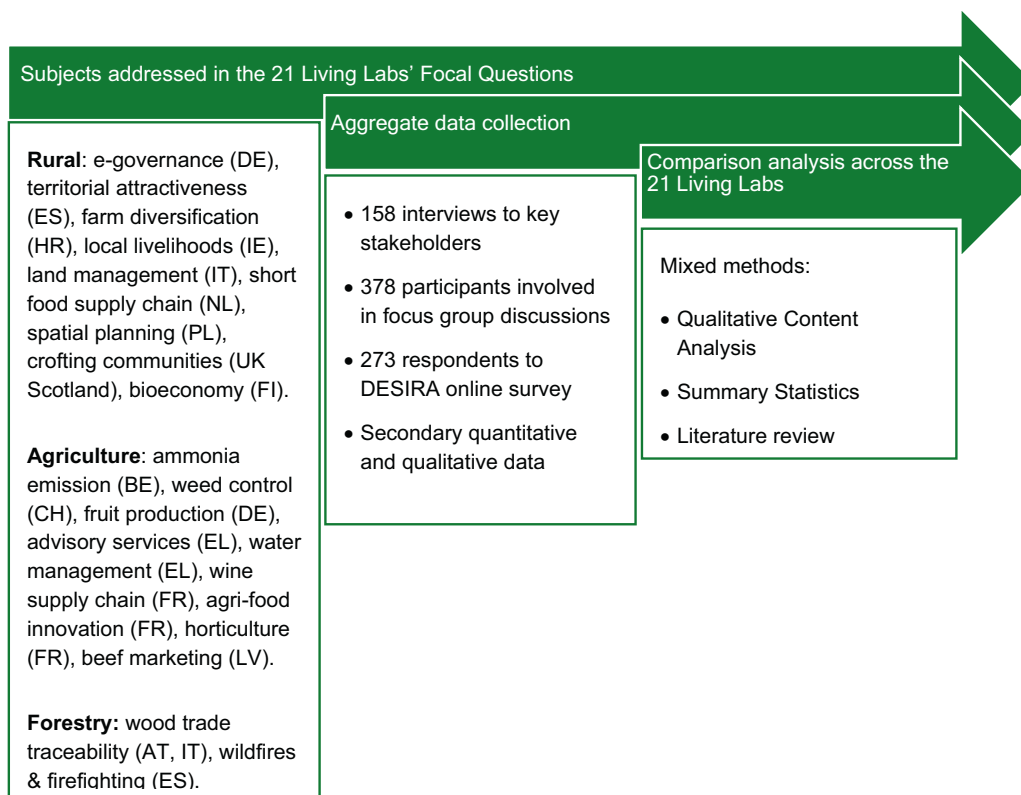 Subjects addressed in the 21 Living Labs' Focal Questions
Rural: e-governance (DE),
territorial attractiveness
(ES), farm diversification
(HR), local livelihoods (IE),
land management (IT), short
food supply chain (NL),
spatial planning (PL),
crofting communities (UK
Scotland), bioeconomy (FI).
Agriculture: ammonia
emission (BE), weed control
(CH), fruit production (DE),
advisory services (EL), water
management (EL), wine
supply chain (FR), agri-food
innovation (FR), horticulture
(FR), beef marketing (LV).
Forestry: wood trade
traceability (AT, IT), wildfires
& firefighting (ES).
Aggregate data collection
• 158 interviews to key
stakeholders
• 378 participants involved
in focus group discussions
• 273 respondents to
DESIRA online survey
• Secondary quantitative
and qualitative data
Comparison analysis across the
21 Living Labs
Mixed methods:
• Qualitative Content
Analysis
• Summary Statistics
• Literature review